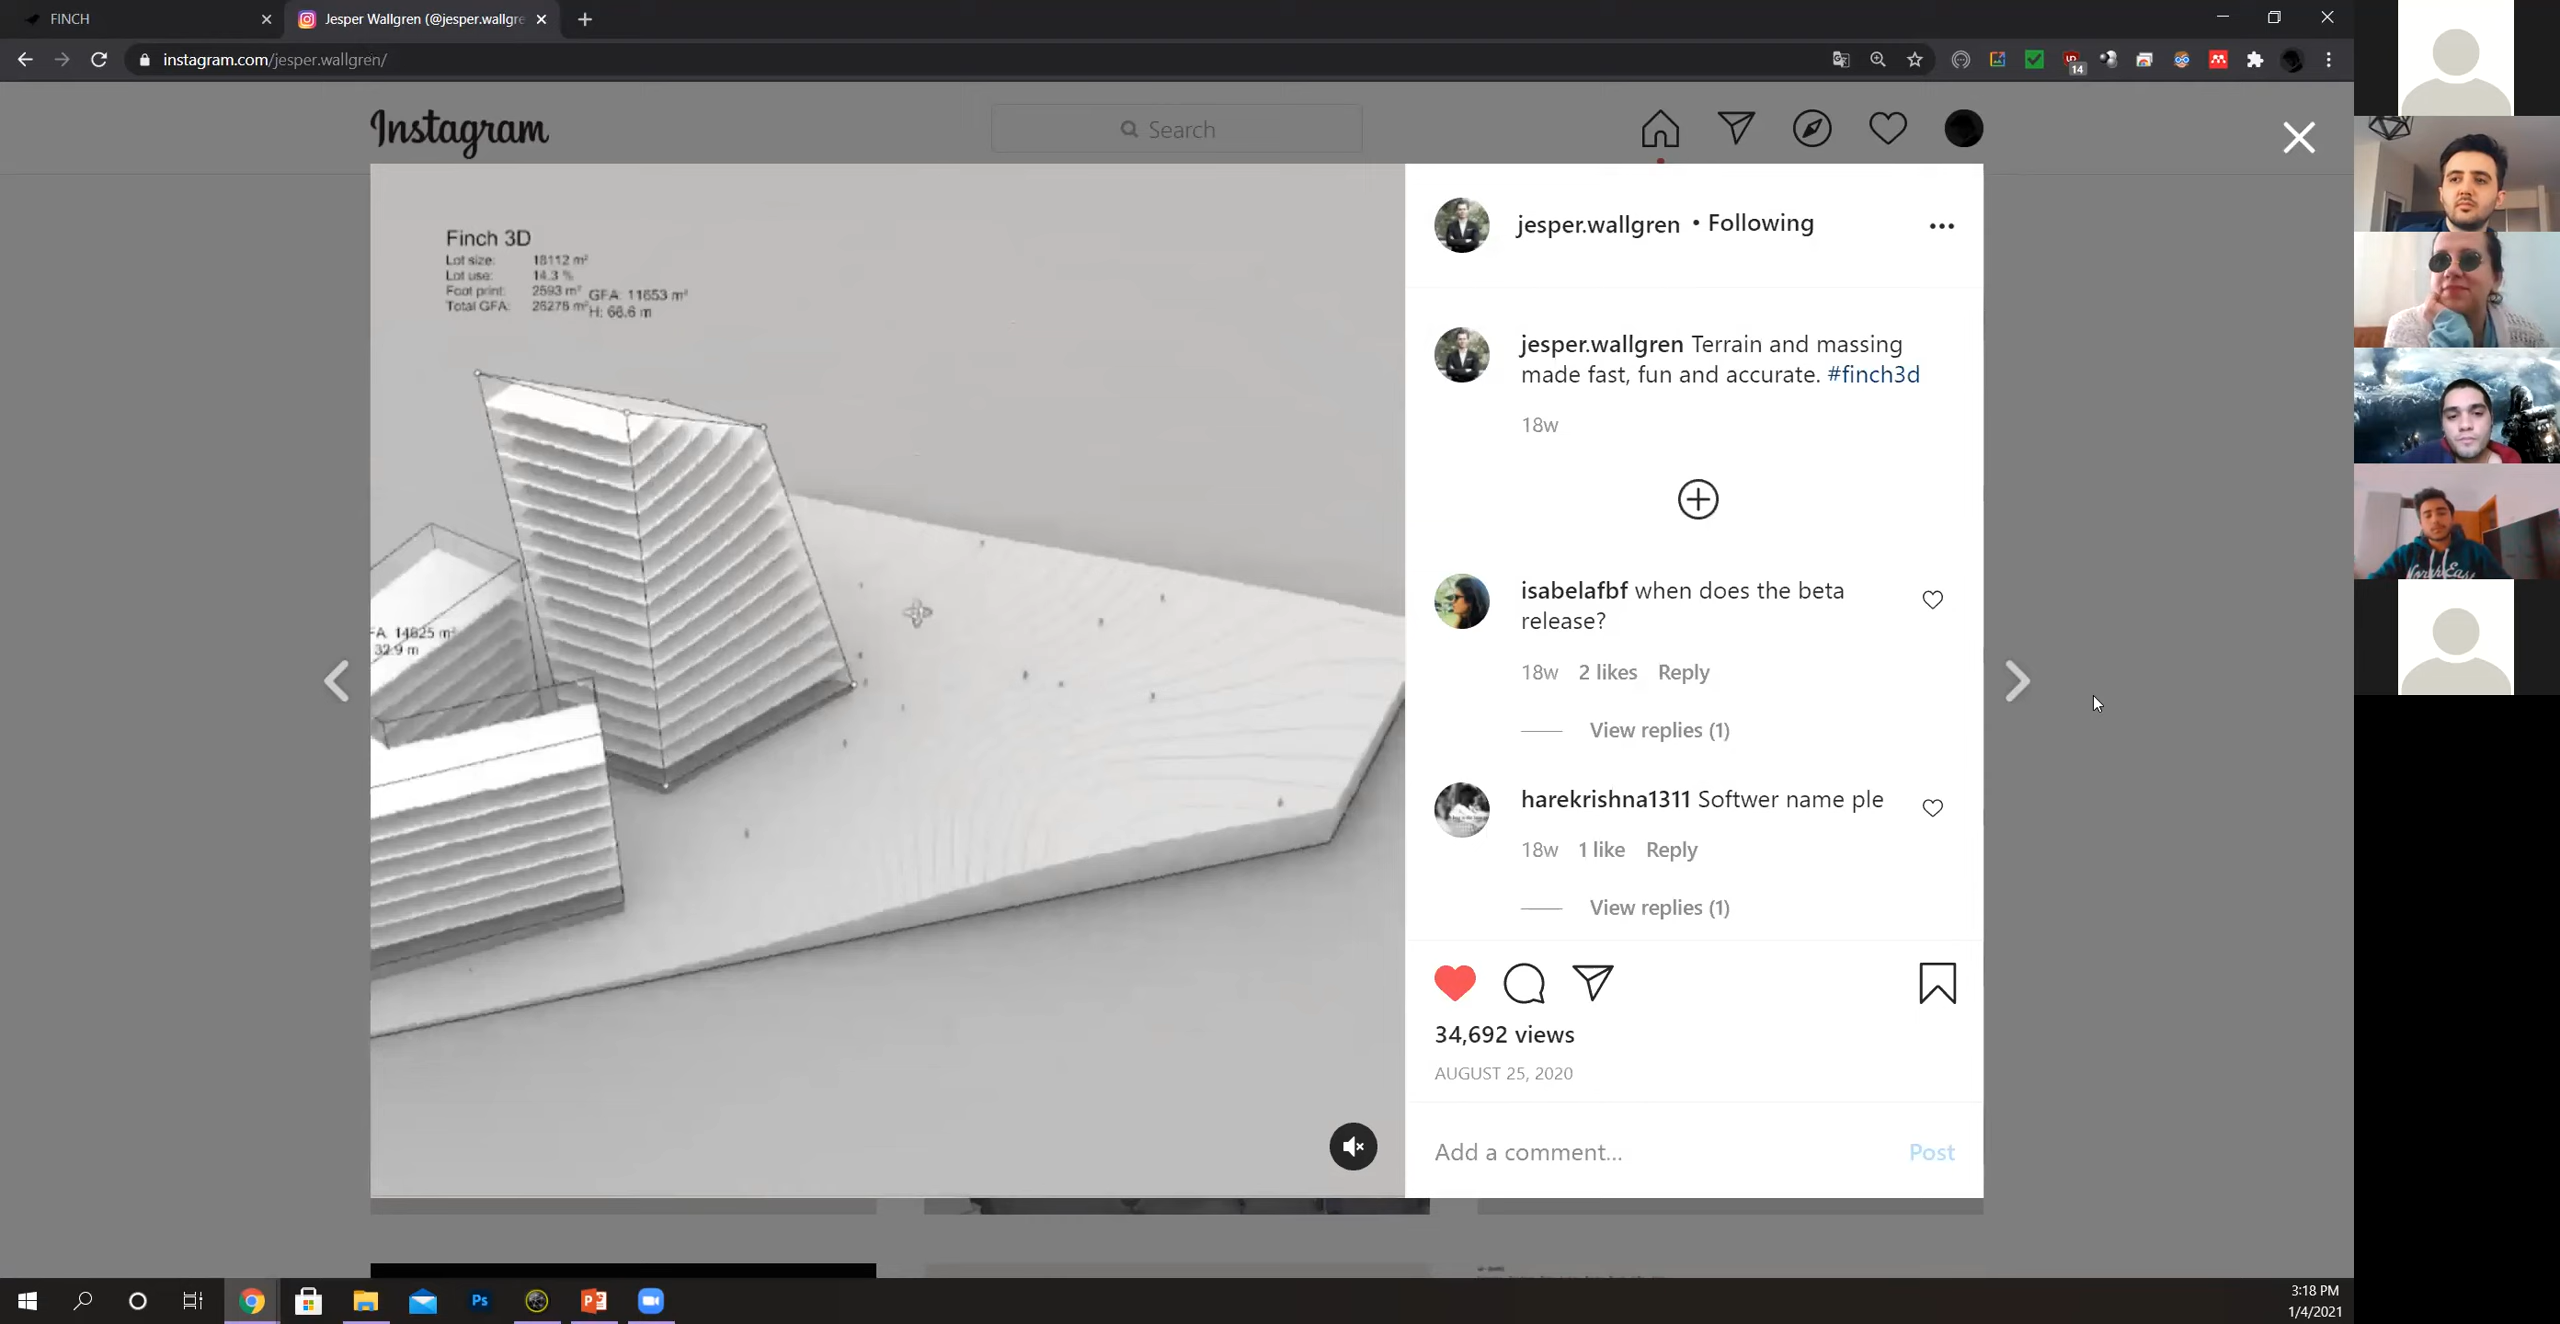 FINCH
Jesper Wallgren (@jesper.wallgre
instagram.com/jesper.wallgren/
14
Instagram
Search
Finch 3D
Lot size: 18112 m²
Lot use: 14.3 %
Foot print: 2593 m²
GFA: 11653 m²
Total GFA: 26276 m²
H: 66.6 m
FA 14625 m²
32.9 m
jesper.wallgren • Following
jesper.wallgren Terrain and massing
made fast, fun and accurate. #finch3d
18w
isabelafbf when does the beta
release?
18w 2 likes Reply
View replies (1)
harekrishna1311 Softwer name ple
18w 1 like Reply
View replies (1)
34,692 views
AUGUST 25, 2020
Add a comment... Post
Ps
3:18 PM
1/4/2021